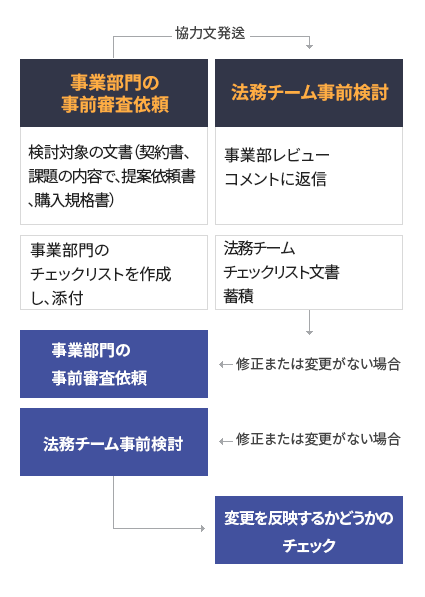 協力文発送
事業部門の
事前審査依頼
法務チーム事前検討
検討対象の文書（契約書、
課題の内容で、提案依頼書
、購入規格書）
事業部レビュー
コメントに返信
事業部門の
チェックリストを作成
し、添付
法務チーム
チェックリスト文書
蓄積
事業部門の
事前審査依頼
修正または変更がない場合
法務チーム事前検討
修正または変更がない場合
変更を反映するかどうかの
チェック